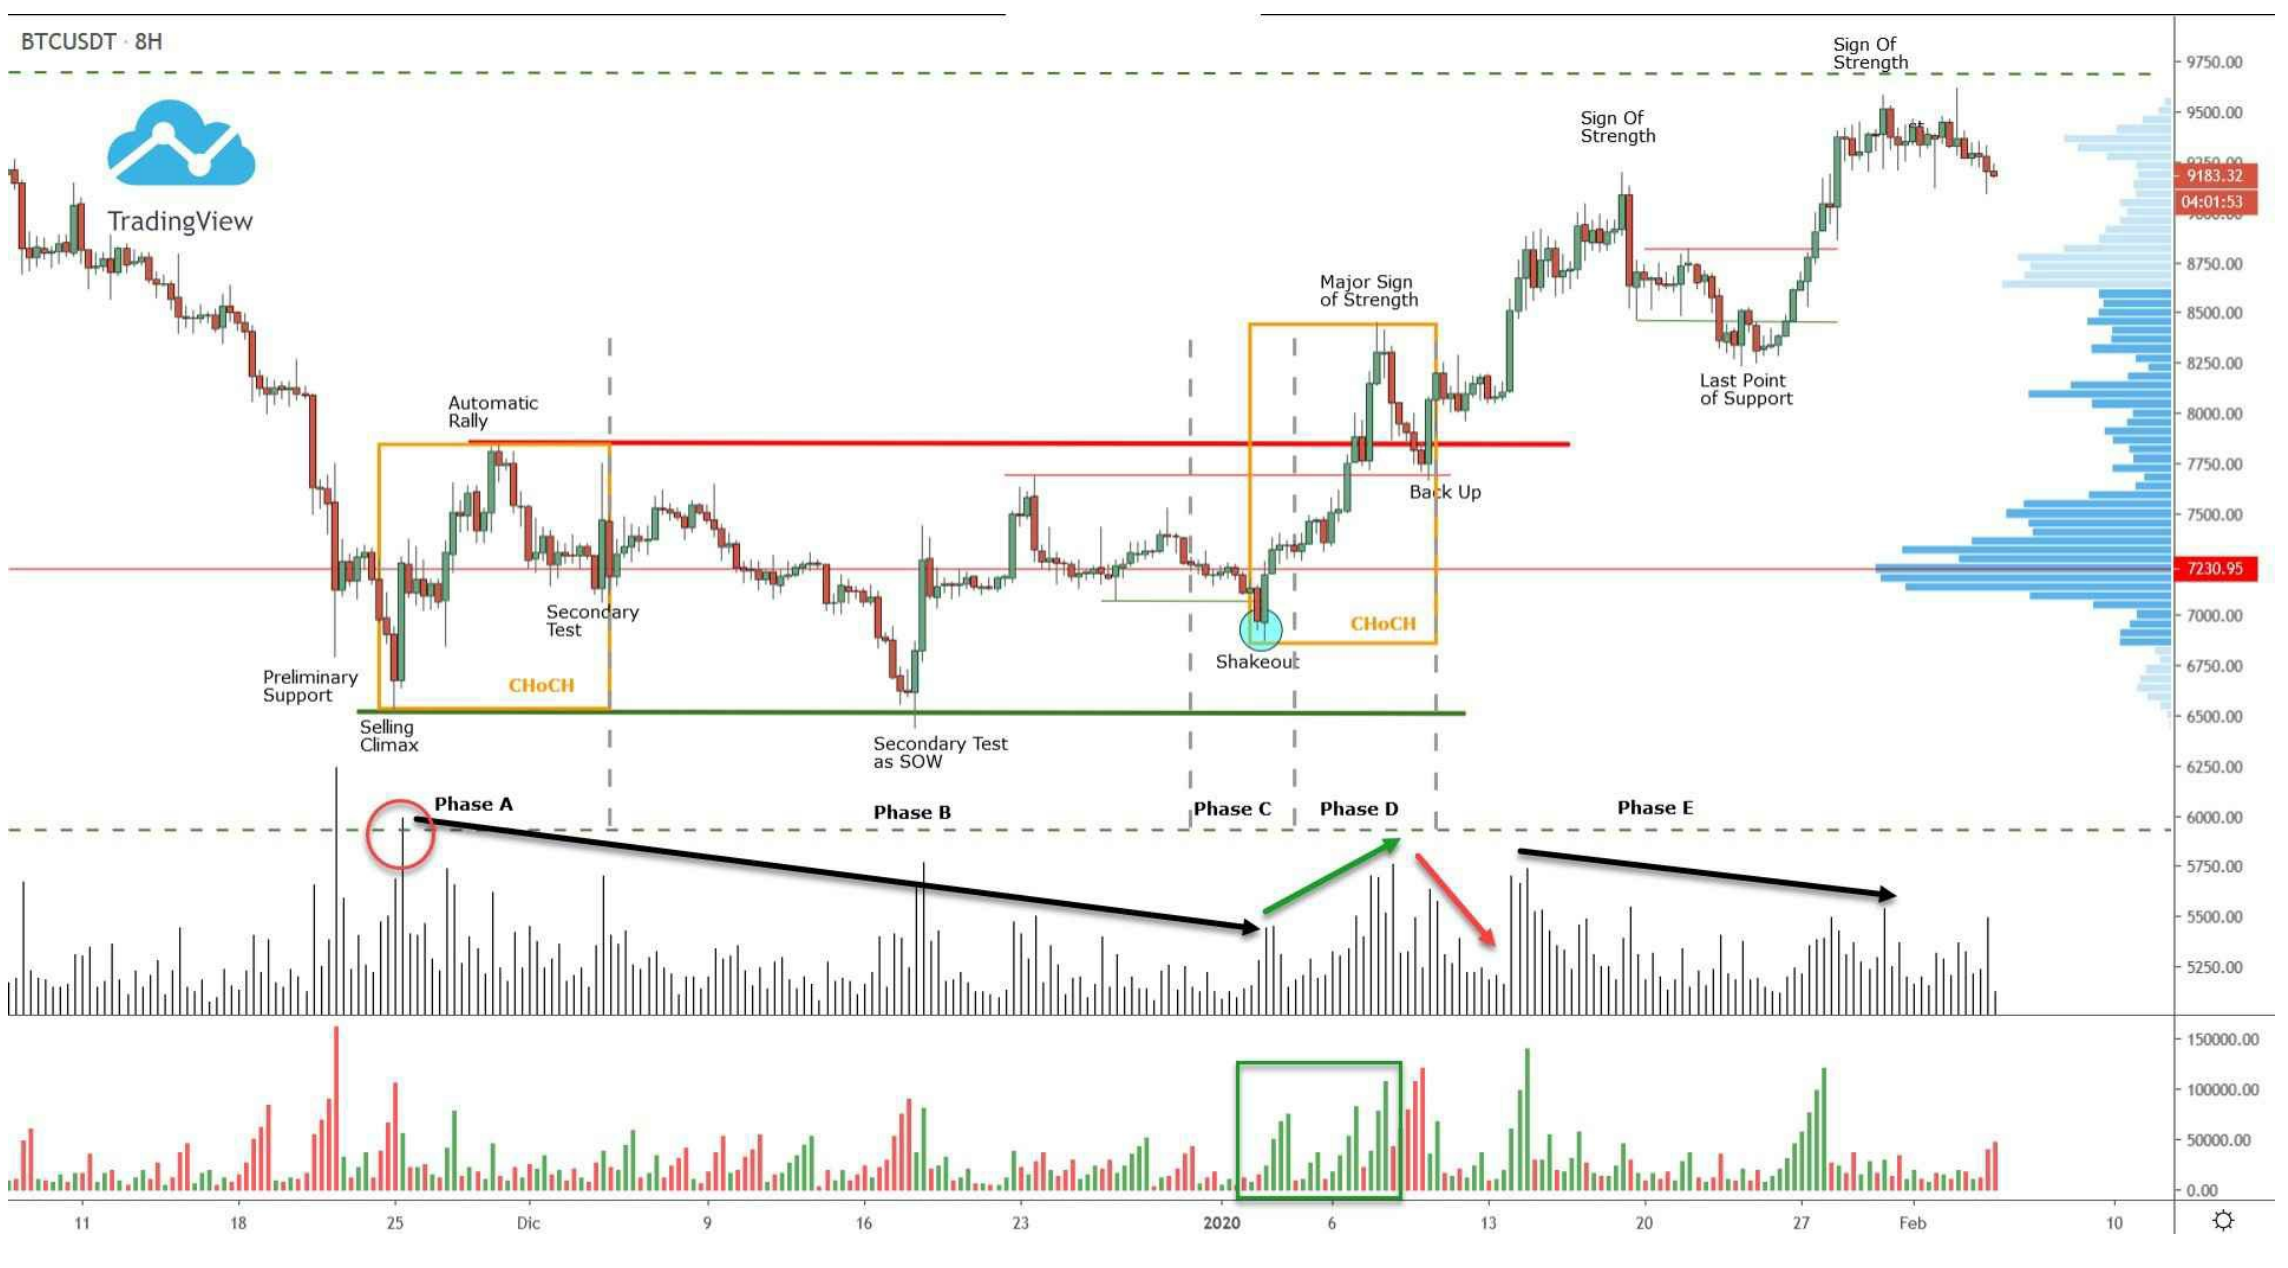 BTCUSDT · 8H
TradingView
Preliminary
Support
Selling
Climax
Automatic
Rally
CHoCH
Secondary
Test
Secondary Test
as SOW
Shakeout
CHoCH
Major Sign
of Strength
Back Up
Sign Of
Strength
Last Point
of Support
Sign Of
Strength
Phase A
Phase B
Phase C
Phase D
Phase E
9750.00
9500.00
9250.00
9183.32
04:01:53
9000.00
8750.00
8500.00
8250.00
8000.00
7750.00
7500.00
7230.95
7000.00
6750.00
6500.00
6250.00
6000.00
5750.00
5500.00
5250.00
150000.00
100000.00
50000.00
0.00
11
18
25
Dic
9
16
23
2020
6
13
20
27
Feb
10